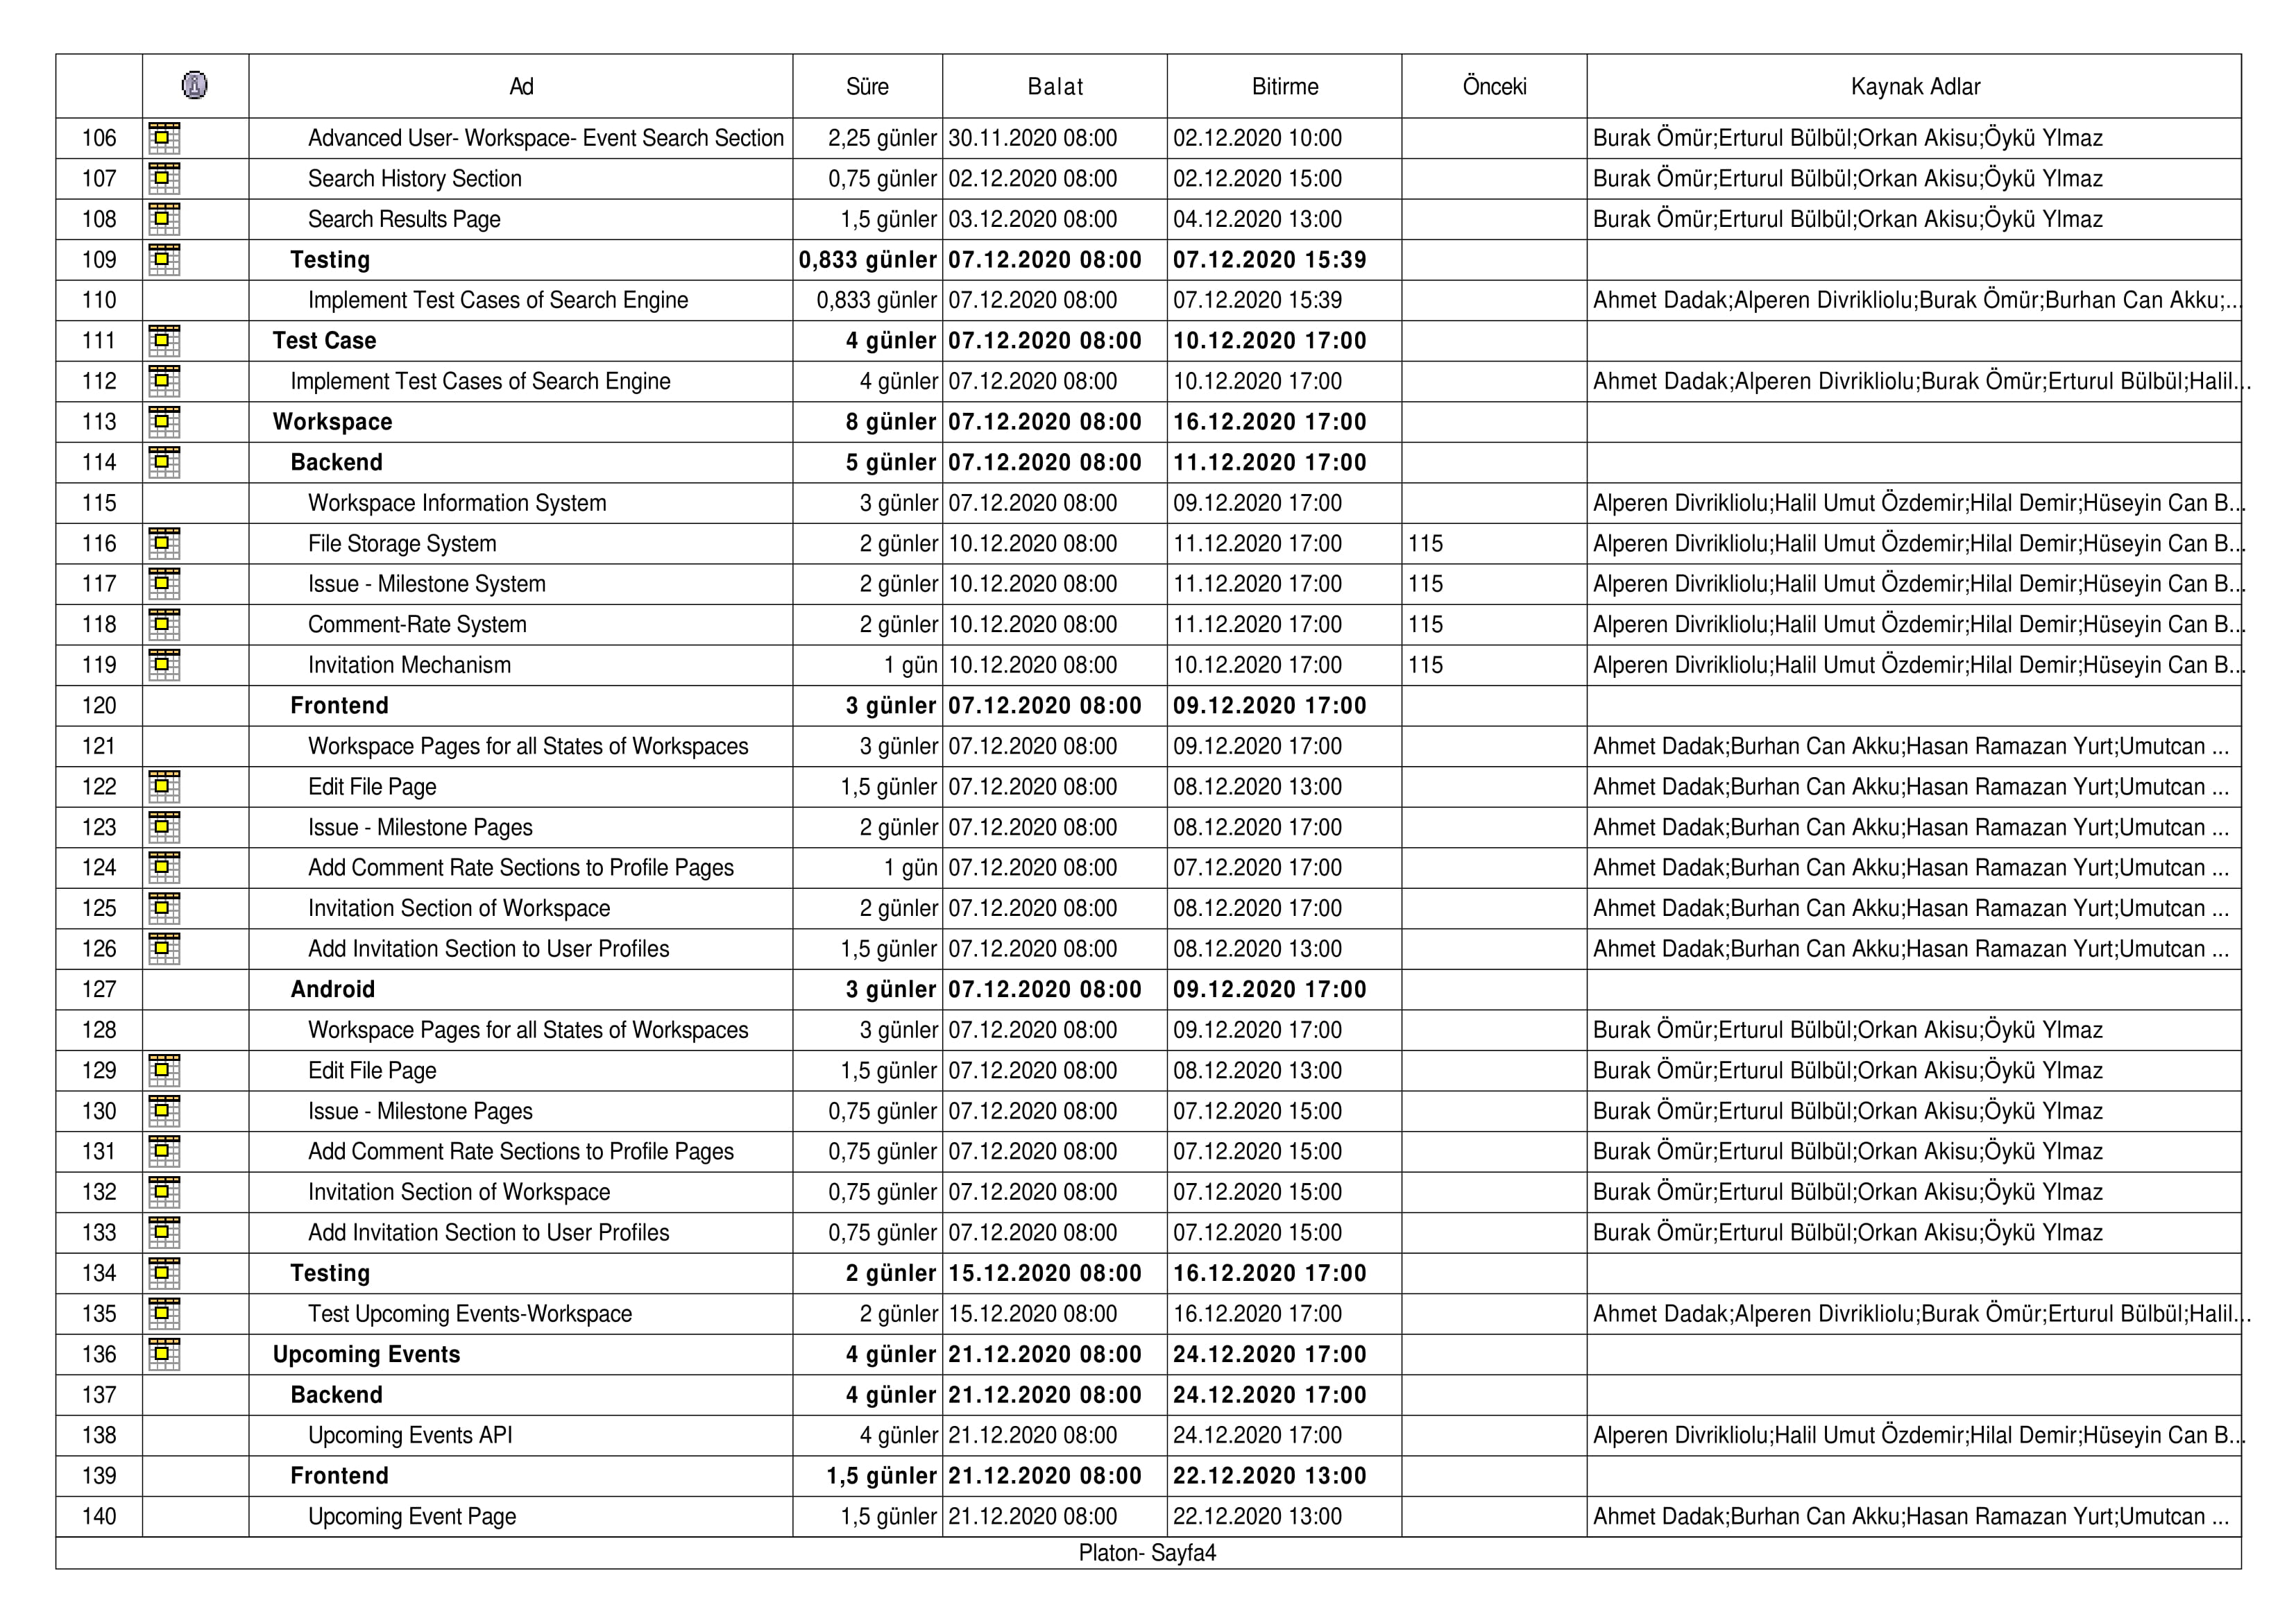 Ad Süre Balat Bitirme Önceki Kaynak Adlar
106 Advanced User- Workspace- Event Search Section 2,25 günler 30.11.2020 08:00 02.12.2020 10:00 Burak Ömür;Erturul Bülbül;Orkan Akisu;Öykü Ylmaz
107 Search History Section 0,75 günler 02.12.2020 08:00 02.12.2020 15:00 Burak Ömür;Erturul Bülbül;Orkan Akisu;Öykü Ylmaz
108 Search Results Page 1,5 günler 03.12.2020 08:00 04.12.2020 13:00 Burak Ömür;Erturul Bülbül;Orkan Akisu;Öykü Ylmaz
109 Testing 0,833 günler 07.12.2020 08:00 07.12.2020 15:39
110 Implement Test Cases of Search Engine 0,833 günler 07.12.2020 08:00 07.12.2020 15:39 Ahmet Dadak;Alperen Divrikliolu;Burak Ömür;Burhan Can Akku;...
111 Test Case 4 günler 07.12.2020 08:00 10.12.2020 17:00
112 Implement Test Cases of Search Engine 4 günler 07.12.2020 08:00 10.12.2020 17:00 Ahmet Dadak;Alperen Divrikliolu;Burak Ömür;Erturul Bülbül;Halil...
113 Workspace 8 günler 07.12.2020 08:00 16.12.2020 17:00
114 Backend 5 günler 07.12.2020 08:00 11.12.2020 17:00
115 Workspace Information System 3 günler 07.12.2020 08:00 09.12.2020 17:00 Alperen Divrikliolu;Halil Umut Özdemir;Hilal Demir;Hüseyin Can B...
116 File Storage System 2 günler 10.12.2020 08:00 11.12.2020 17:00 115 Alperen Divrikliolu;Halil Umut Özdemir;Hilal Demir;Hüseyin Can B...
117 Issue - Milestone System 2 günler 10.12.2020 08:00 11.12.2020 17:00 115 Alperen Divrikliolu;Halil Umut Özdemir;Hilal Demir;Hüseyin Can B...
118 Comment-Rate System 2 günler 10.12.2020 08:00 11.12.2020 17:00 115 Alperen Divrikliolu;Halil Umut Özdemir;Hilal Demir;Hüseyin Can B...
119 Invitation Mechanism 1 gün 10.12.2020 08:00 10.12.2020 17:00 115 Alperen Divrikliolu;Halil Umut Özdemir;Hilal Demir;Hüseyin Can B...
120 Frontend 3 günler 07.12.2020 08:00 09.12.2020 17:00
121 Workspace Pages for all States of Workspaces 3 günler 07.12.2020 08:00 09.12.2020 17:00 Ahmet Dadak;Burhan Can Akku;Hasan Ramazan Yurt;Umutcan ...
122 Edit File Page 1,5 günler 07.12.2020 08:00 08.12.2020 13:00 Ahmet Dadak;Burhan Can Akku;Hasan Ramazan Yurt;Umutcan ...
123 Issue - Milestone Pages 2 günler 07.12.2020 08:00 08.12.2020 17:00 Ahmet Dadak;Burhan Can Akku;Hasan Ramazan Yurt;Umutcan ...
124 Add Comment Rate Sections to Profile Pages 1 gün 07.12.2020 08:00 07.12.2020 17:00 Ahmet Dadak;Burhan Can Akku;Hasan Ramazan Yurt;Umutcan ...
125 Invitation Section of Workspace 2 günler 07.12.2020 08:00 08.12.2020 17:00 Ahmet Dadak;Burhan Can Akku;Hasan Ramazan Yurt;Umutcan ...
126 Add Invitation Section to User Profiles 1,5 günler 07.12.2020 08:00 08.12.2020 13:00 Ahmet Dadak;Burhan Can Akku;Hasan Ramazan Yurt;Umutcan ...
127 Android 3 günler 07.12.2020 08:00 09.12.2020 17:00
128 Workspace Pages for all States of Workspaces 3 günler 07.12.2020 08:00 09.12.2020 17:00 Burak Ömür;Erturul Bülbül;Orkan Akisu;Öykü Ylmaz
129 Edit File Page 1,5 günler 07.12.2020 08:00 08.12.2020 13:00 Burak Ömür;Erturul Bülbül;Orkan Akisu;Öykü Ylmaz
130 Issue - Milestone Pages 0,75 günler 07.12.2020 08:00 07.12.2020 15:00 Burak Ömür;Erturul Bülbül;Orkan Akisu;Öykü Ylmaz
131 Add Comment Rate Sections to Profile Pages 0,75 günler 07.12.2020 08:00 07.12.2020 15:00 Burak Ömür;Erturul Bülbül;Orkan Akisu;Öykü Ylmaz
132 Invitation Section of Workspace 0,75 günler 07.12.2020 08:00 07.12.2020 15:00 Burak Ömür;Erturul Bülbül;Orkan Akisu;Öykü Ylmaz
133 Add Invitation Section to User Profiles 0,75 günler 07.12.2020 08:00 07.12.2020 15:00 Burak Ömür;Erturul Bülbül;Orkan Akisu;Öykü Ylmaz
134 Testing 2 günler 15.12.2020 08:00 16.12.2020 17:00
135 Test Upcoming Events-Workspace 2 günler 15.12.2020 08:00 16.12.2020 17:00 Ahmet Dadak;Alperen Divrikliolu;Burak Ömür;Erturul Bülbül;Halil...
136 Upcoming Events 4 günler 21.12.2020 08:00 24.12.2020 17:00
137 Backend 4 günler 21.12.2020 08:00 24.12.2020 17:00
138 Upcoming Events API 4 günler 21.12.2020 08:00 24.12.2020 17:00 Alperen Divrikliolu;Halil Umut Özdemir;Hilal Demir;Hüseyin Can B...
139 Frontend 1,5 günler 21.12.2020 08:00 22.12.2020 13:00
140 Upcoming Event Page 1,5 günler 21.12.2020 08:00 22.12.2020 13:00 Ahmet Dadak;Burhan Can Akku;Hasan Ramazan Yurt;Umutcan ...
Platon- Sayfa4